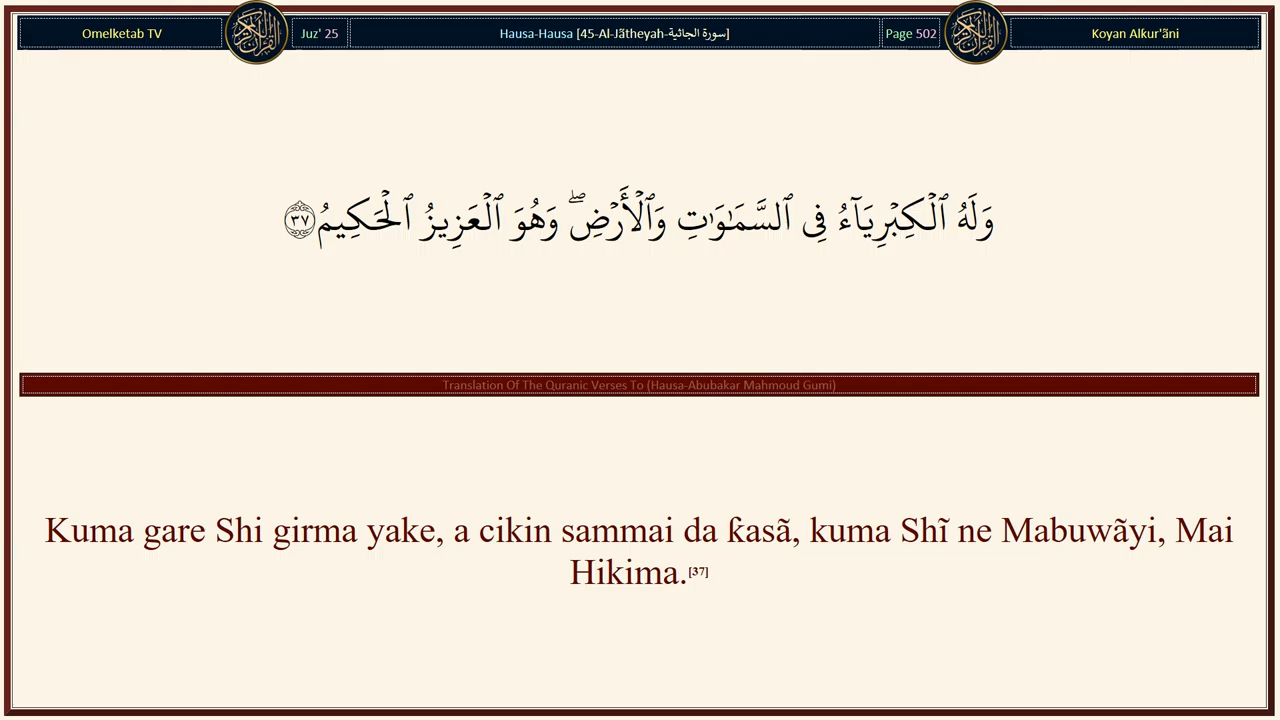 Omelketab TV
Juz' 25
Hausa-Hausa [45-Al-Jãtheyah-سورة الجاثية]
Page 502
Koyan Alƙur'ãni
وَلَهُ ٱلْكِبْرِيَآءُ فِى ٱلسَّمَـٰوَٰتِ وَٱلْأَرْضِ ۖ وَهُوَ ٱلْعَزِيزُ ٱلْحَكِيمُ ٣٧
Translation Of The Quranic Verses To (Hausa-Abubakar Mahmoud Gumi)
Kuma gare Shi girma yake, a cikin sammai da ƙasã, kuma Shĩ ne Mabuwãyi, Mai
Hikima.[37]